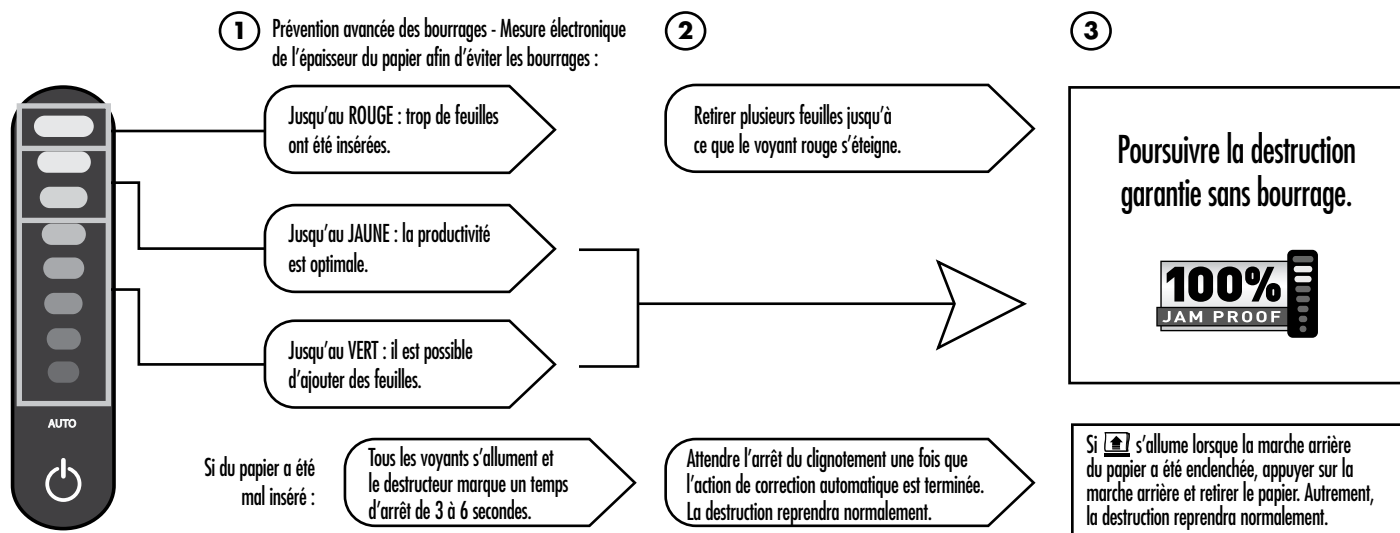 1
Prévention avancée des bourrages - Mesure électronique
de l'épaisseur du papier afin d'éviter les bourrages :
Jusqu'au ROUGE : trop de feuilles
ont été insérées.
Jusqu'au JAUNE : la productivité
est optimale.
Jusqu'au VERT : il est possible
d'ajouter des feuilles.
2
Retirer plusieurs feuilles jusqu'à
ce que le voyant rouge s'éteigne.
3
Poursuivre la destruction
garantie sans bourrage.
100%
JAM PROOF
AUTO
Si du papier a été
mal inséré :
Tous les voyants s'allument et
le destructeur marque un temps
d'arrêt de 3 à 6 secondes.
Attendre l'arrêt du clignotement une fois que
l'action de correction automatique est terminée.
La destruction reprendra normalement.
Si s'allume lorsque la marche arrière
du papier a été enclenchée, appuyer sur la
marche arrière et retirer le papier. Autrement,
la destruction reprendra normalement.